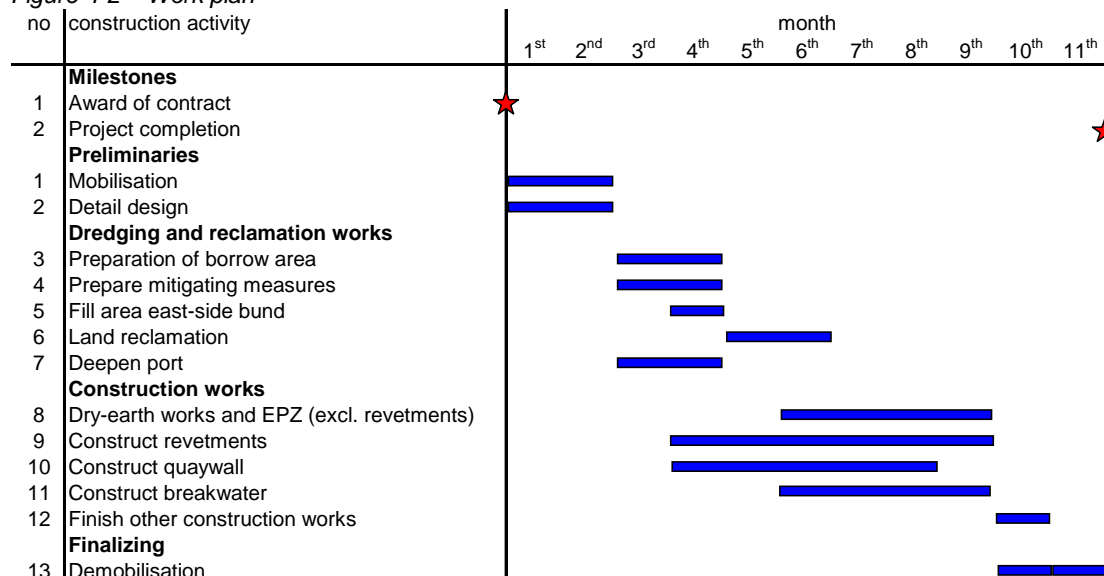 Figure 4-2 Work plan
no construction activity month
1st 2nd 3rd 4th 5th 6th 7th 8th 9th 10th 11th
Milestones
1 Award of contract
2 Project completion
Preliminaries
1 Mobilisation
2 Detail design
Dredging and reclamation works
3 Preparation of borrow area
4 Prepare mitigating measures
5 Fill area east-side bund
6 Land reclamation
7 Deepen port
Construction works
8 Dry-earth works and EPZ (excl. revetments)
9 Construct revetments
10 Construct quaywall
11 Construct breakwater
12 Finish other construction works
Finalizing
13 Demobilisation